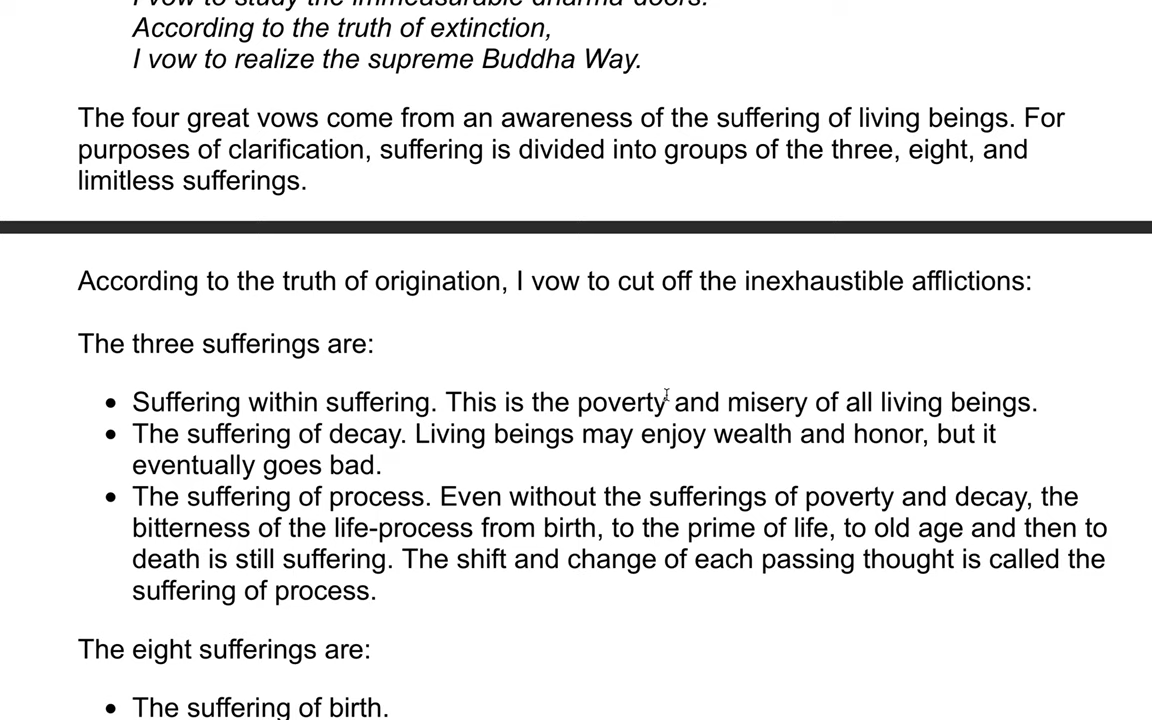 I vow to study the immeasurable dharma-doors.
According to the truth of extinction,
I vow to realize the supreme Buddha Way.
The four great vows come from an awareness of the suffering of living beings. For
purposes of clarification, suffering is divided into groups of the three, eight, and
limitless sufferings.
According to the truth of origination, I vow to cut off the inexhaustible afflictions:
The three sufferings are:
• Suffering within suffering. This is the poverty and misery of all living beings.
• The suffering of decay. Living beings may enjoy wealth and honor, but it
eventually goes bad.
• The suffering of process. Even without the sufferings of poverty and decay, the
bitterness of the life-process from birth, to the prime of life, to old age and then to
death is still suffering. The shift and change of each passing thought is called the
suffering of process.
The eight sufferings are:
• The suffering of birth.